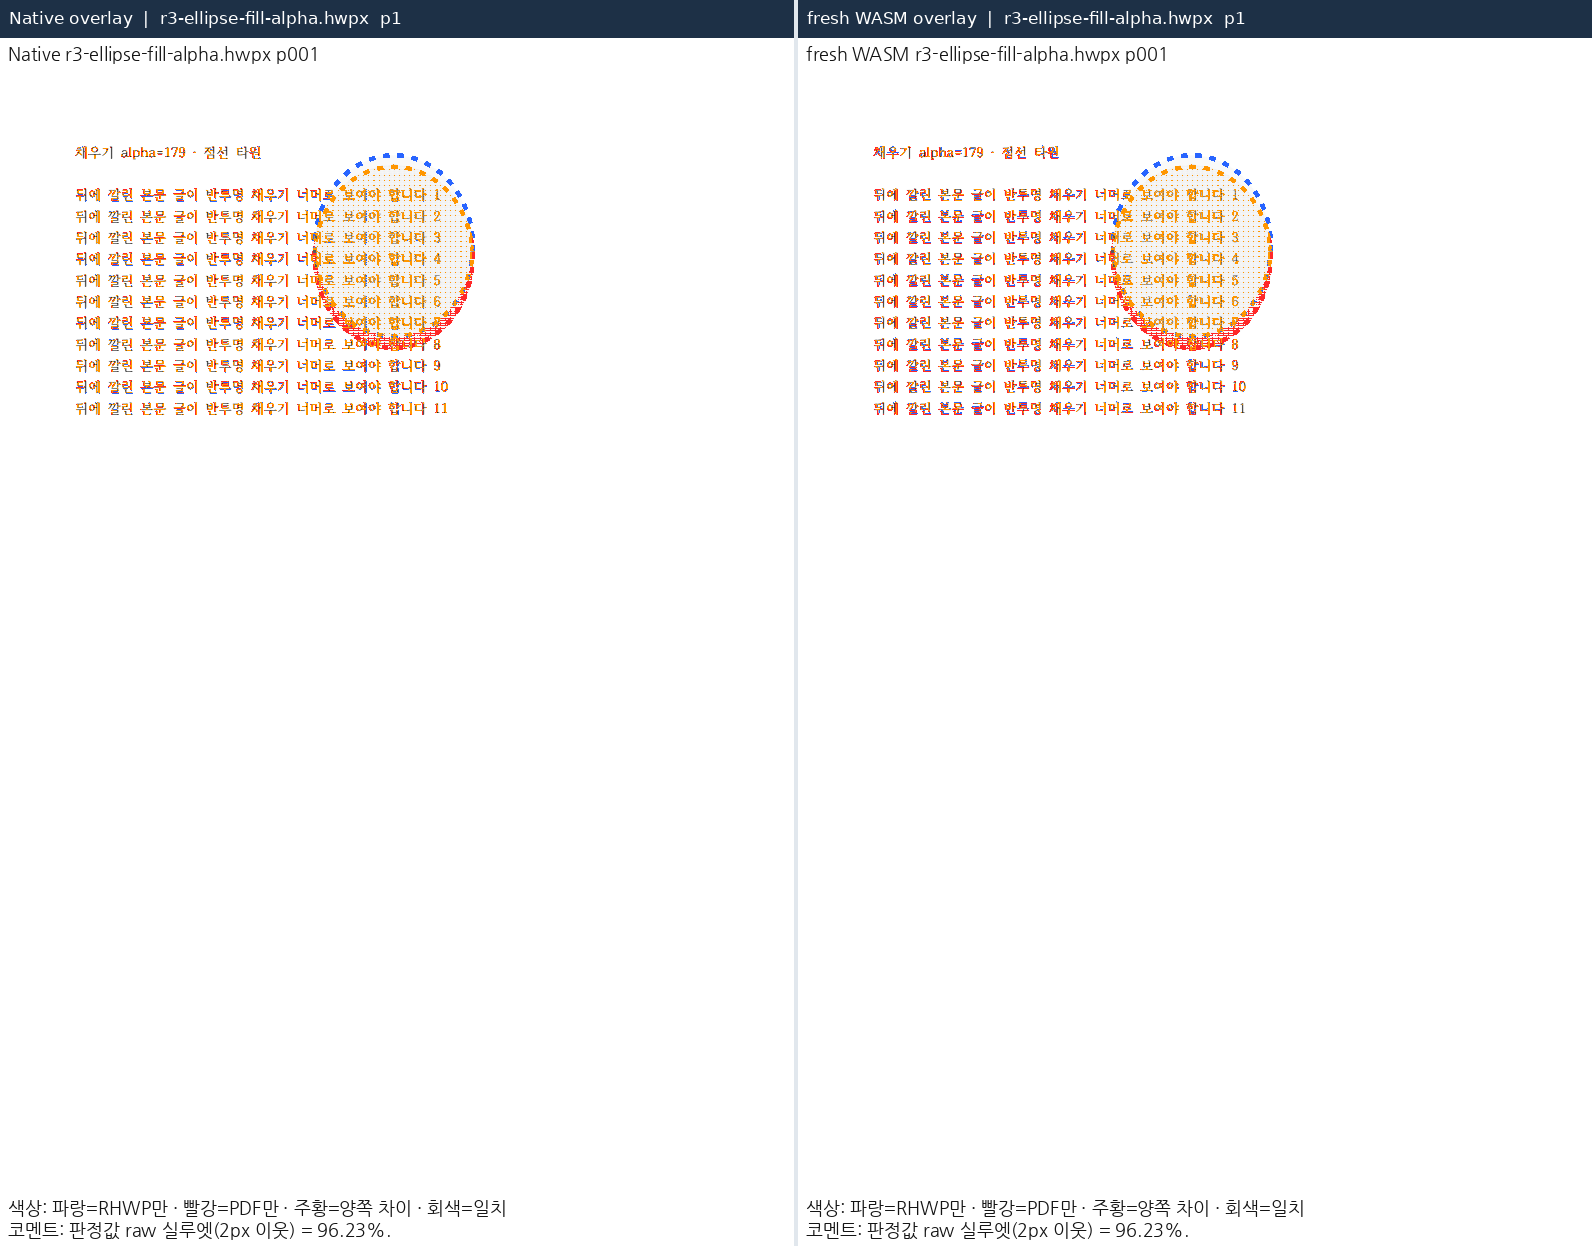 Native overlay | r3-ellipse-fill-alpha.hwpx p1
Native r3-ellipse-fill-alpha.hwpx p001
채우기 alpha=179 · 점선 타원
뒤에 깔린 본문 글이 반투명 채우기 너머로 보여야 합니다 1
뒤에 깔린 본문 글이 반투명 채우기 너머로 보여야 합니다 2
뒤에 깔린 본문 글이 반투명 채우기 너머로 보여야 합니다 3
뒤에 깔린 본문 글이 반투명 채우기 너머로 보여야 합니다 4
뒤에 깔린 본문 글이 반투명 채우기 너머로 보여야 합니다 5
뒤에 깔린 본문 글이 반투명 채우기 너머로 보여야 합니다 6
뒤에 깔린 본문 글이 반투명 채우기 너머로 보여야 합니다 7
뒤에 깔린 본문 글이 반투명 채우기 너머로 보여야 합니다 8
뒤에 깔린 본문 글이 반투명 채우기 너머로 보여야 합니다 9
뒤에 깔린 본문 글이 반투명 채우기 너머로 보여야 합니다 10
뒤에 깔린 본문 글이 반투명 채우기 너머로 보여야 합니다 11
색상: 파랑=RHWP만 · 빨강=PDF만 · 주황=양쪽 차이 · 회색=일치
코멘트: 판정값 raw 실루엣(2px 이웃) = 96.23%.
fresh WASM overlay | r3-ellipse-fill-alpha.hwpx p1
fresh WASM r3-ellipse-fill-alpha.hwpx p001
채우기 alpha=179 · 점선 타원
뒤에 깔린 본문 글이 반투명 채우기 너머로 보여야 합니다 1
뒤에 깔린 본문 글이 반투명 채우기 너머로 보여야 합니다 2
뒤에 깔린 본문 글이 반투명 채우기 너머로 보여야 합니다 3
뒤에 깔린 본문 글이 반투명 채우기 너머로 보여야 합니다 4
뒤에 깔린 본문 글이 반투명 채우기 너머로 보여야 합니다 5
뒤에 깔린 본문 글이 반투명 채우기 너머로 보여야 합니다 6
뒤에 깔린 본문 글이 반투명 채우기 너머로 보여야 합니다 7
뒤에 깔린 본문 글이 반투명 채우기 너머로 보여야 합니다 8
뒤에 깔린 본문 글이 반투명 채우기 너머로 보여야 합니다 9
뒤에 깔린 본문 글이 반투명 채우기 너머로 보여야 합니다 10
뒤에 깔린 본문 글이 반투명 채우기 너머로 보여야 합니다 11
색상: 파랑=RHWP만 · 빨강=PDF만 · 주황=양쪽 차이 · 회색=일치
코멘트: 판정값 raw 실루엣(2px 이웃) = 96.23%.